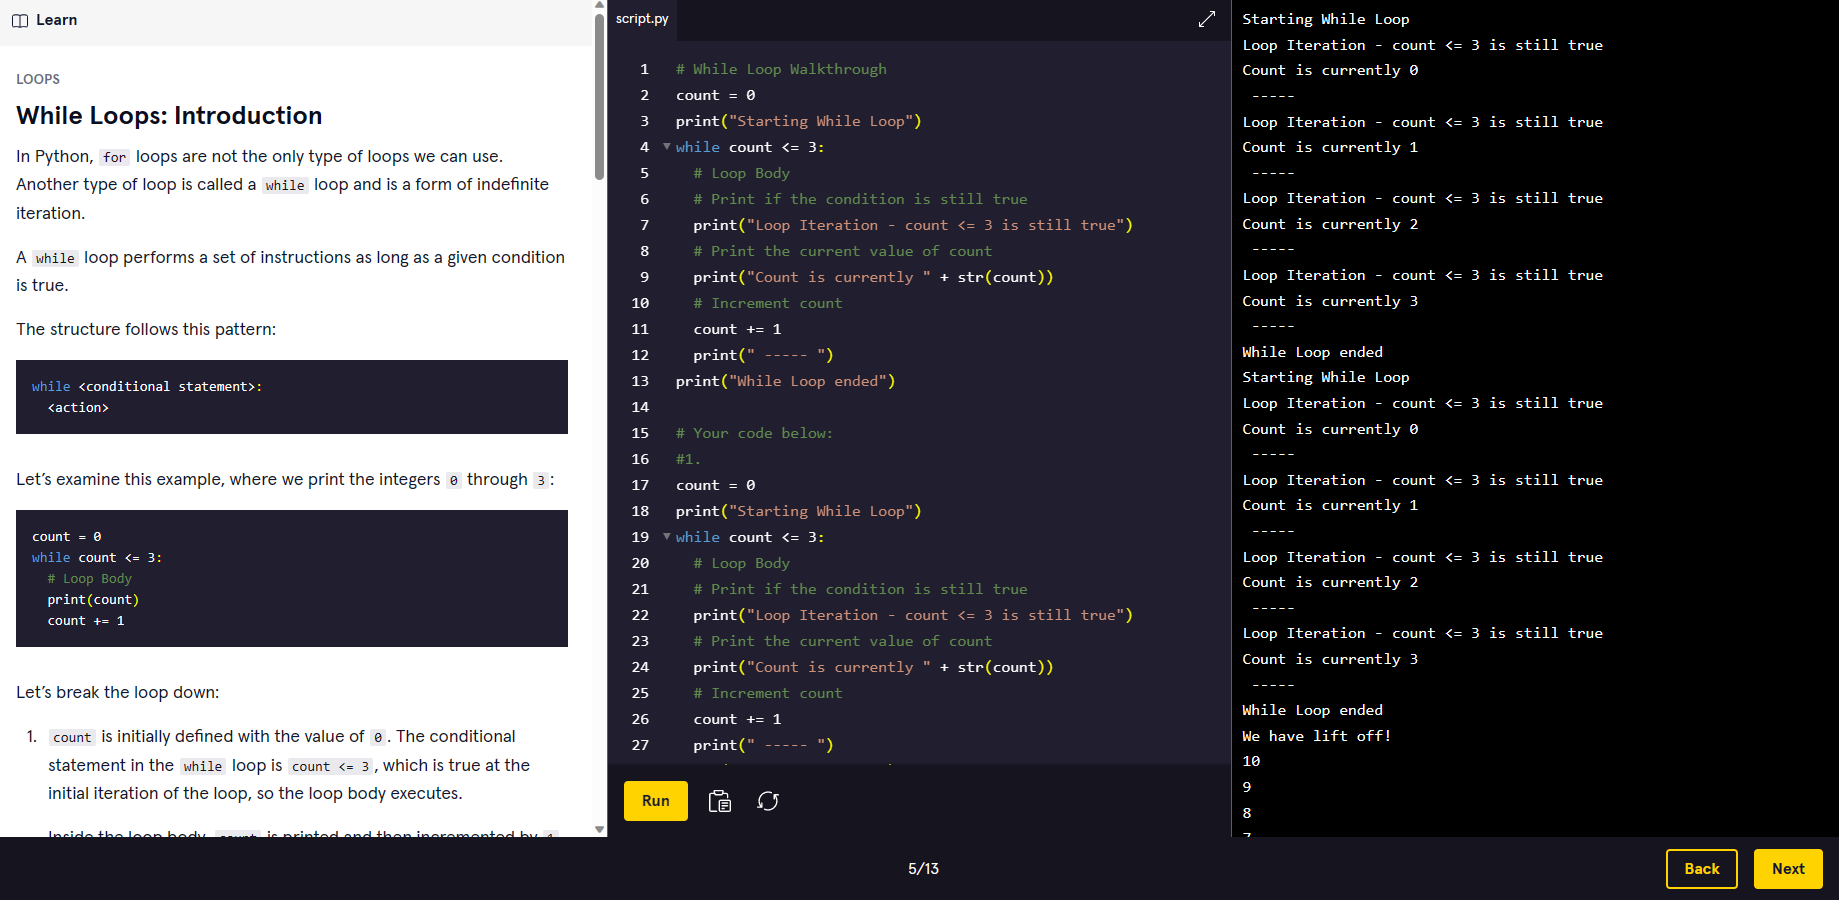 Learn
LOOPS
While Loops: Introduction
In Python, for loops are not the only type of loops we can use.
Another type of loop is called a while loop and is a form of indefinite
iteration.
A while loop performs a set of instructions as long as a given condition
is true.
The structure follows this pattern:
while <conditional statement>:
  <action>
Let's examine this example, where we print the integers 0 through 3:
count = 0
while count <= 3:
  # Loop Body
  print(count)
  count += 1
Let's break the loop down:
1. count is initially defined with the value of 0. The conditional
statement in the while loop is count <= 3, which is true at the
initial iteration of the loop, so the loop body executes.
Inside the loop body, count is printed and then incremented by 1
script.py
1 # While Loop Walkthrough
2 count = 0
3 print("Starting While Loop")
4 while count <= 3:
5   # Loop Body
6   # Print if the condition is still true
7   print("Loop Iteration - count <= 3 is still true")
8   # Print the current value of count
9   print("Count is currently " + str(count))
10   # Increment count
11   count += 1
12   print(" ----- ")
13 print("While Loop ended")
14
15 # Your code below:
16 #1.
17 count = 0
18 print("Starting While Loop")
19 while count <= 3:
20   # Loop Body
21   # Print if the condition is still true
22   print("Loop Iteration - count <= 3 is still true")
23   # Print the current value of count
24   print("Count is currently " + str(count))
25   # Increment count
26   count += 1
27   print(" ----- ")
Run
Starting While Loop
Loop Iteration - count <= 3 is still true
Count is currently 0
 -----
Loop Iteration - count <= 3 is still true
Count is currently 1
 -----
Loop Iteration - count <= 3 is still true
Count is currently 2
 -----
Loop Iteration - count <= 3 is still true
Count is currently 3
 -----
While Loop ended
Starting While Loop
Loop Iteration - count <= 3 is still true
Count is currently 0
 -----
Loop Iteration - count <= 3 is still true
Count is currently 1
 -----
Loop Iteration - count <= 3 is still true
Count is currently 2
 -----
Loop Iteration - count <= 3 is still true
Count is currently 3
 -----
While Loop ended
We have lift off!
10
9
8
7
5/13
Back
Next